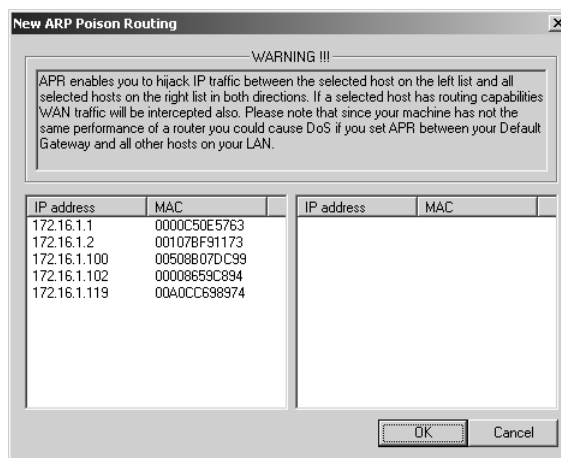 New ARP Poison Routing
WARNING !!!
APR enables you to hijack IP traffic between the selected host on the left list and all
selected hosts on the right list in both directions. If a selected host has routing capabilities
WAN traffic will be intercepted also. Please note that since your machine has not the
same performance of a router you could cause DoS if you set APR between your Default
Gateway and all other hosts on your LAN.
IP address MAC IP address MAC
172.16.1.1 0000C50E5763
172.16.1.2 00107BF91173
172.16.1.100 00508B07DC99
172.16.1.102 00008659C894
172.16.1.119 00A0CC698974
OK Cancel